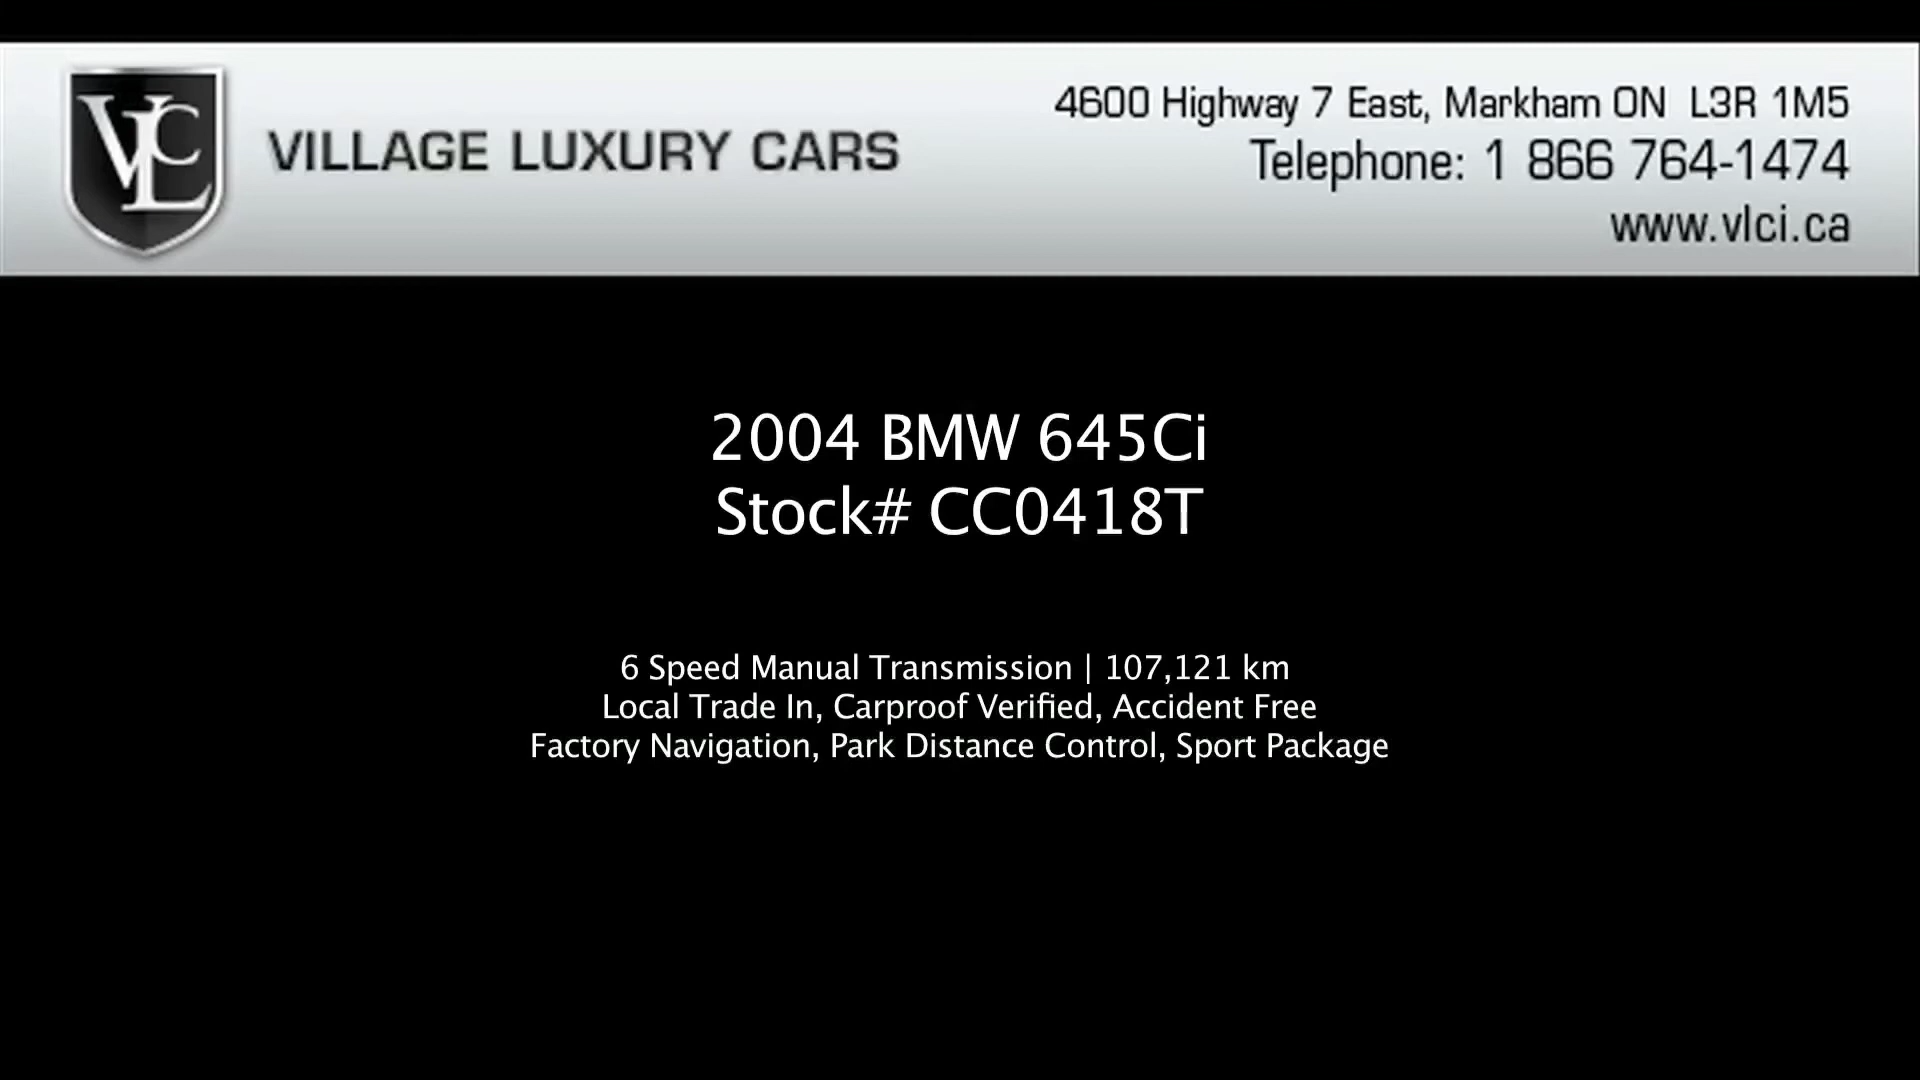 VLC
VILLAGE LUXURY CARS
4600 Highway 7 East, Markham ON L3R 1M5
Telephone: 1 866 764-1474
www.vlci.ca
2004 BMW 645Ci
Stock# CC0418T
6 Speed Manual Transmission | 107,121 km
Local Trade In, Carproof Verified, Accident Free
Factory Navigation, Park Distance Control, Sport Package